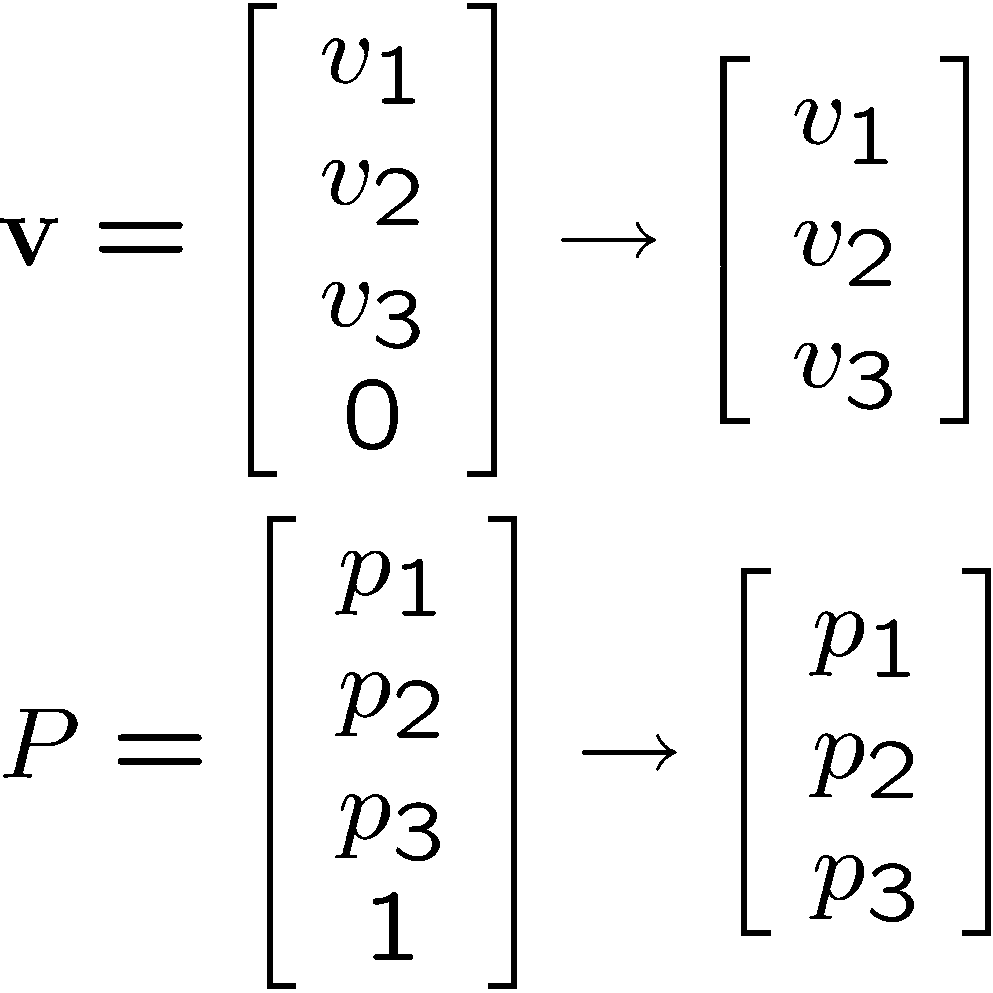 v = [ v₁ v₂ v₃ 0 ] → [ v₁ v₂ v₃ ]
P = [ p₁ p₂ p₃ 1 ] → [ p₁ p₂ p₃ ]